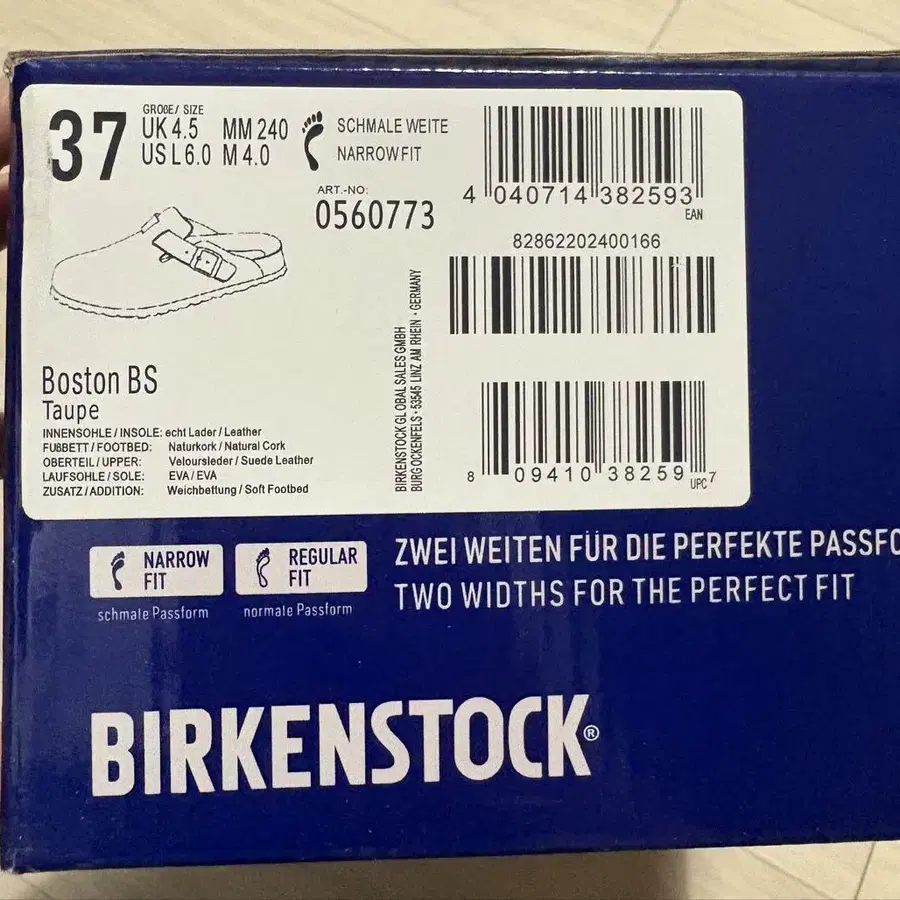 37
GROẞE/ SIZE
UK 4.5 MM 240
US L 6.0 M 4.0
SCHMALE WEITE
NARROW FIT
ART.-NO:
0560773
4 040714 382593
EAN
82862202400166
8 09410 38259 7
UPC
BIRKENSTOCK GLOBAL SALES GMBH
BURG OCKENFELS · 53545 LINZ AM RHEIN · GERMANY
Boston BS
Taupe
INNENSOHLE / INSOLE: echt Lader / Leather
FUẞBETT / FOOTBED: Naturkork / Natural Cork
OBERTEIL / UPPER: Veloursleder / Suede Leather
LAUFSOHLE / SOLE: EVA / EVA
ZUSATZ / ADDITION: Weichbettung / Soft Footbed
NARROW FIT
schmale Passform
REGULAR FIT
normale Passform
ZWEI WEITEN FÜR DIE PERFEKTE PASSFO
TWO WIDTHS FOR THE PERFECT FIT
BIRKENSTOCK®